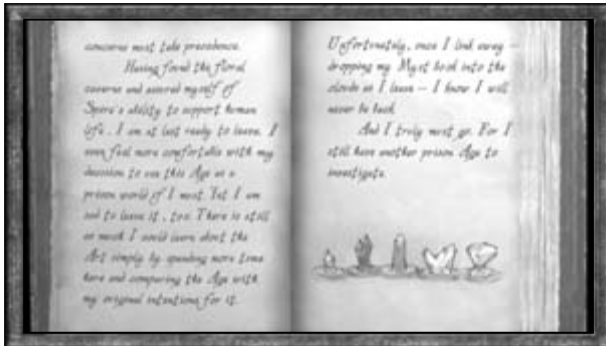 concerns must take precedence.
Having found the floral
caverns and assured myself of
Spire's ability to support human
life, I am at last ready to leave. I
even feel more comfortable with my
decision to use this Age as a
prison world if I must. Yet I am
sad to leave it, too. There is still
so much I could learn about the
Art simply by spending more time
here and comparing the Age with
my original intentions for it.
Unfortunately, once I link away –
dropping my Myst book into the
clouds as I leave – I know I will
never be back.
And I truly must go. For I
still have another prison Age to
investigate.